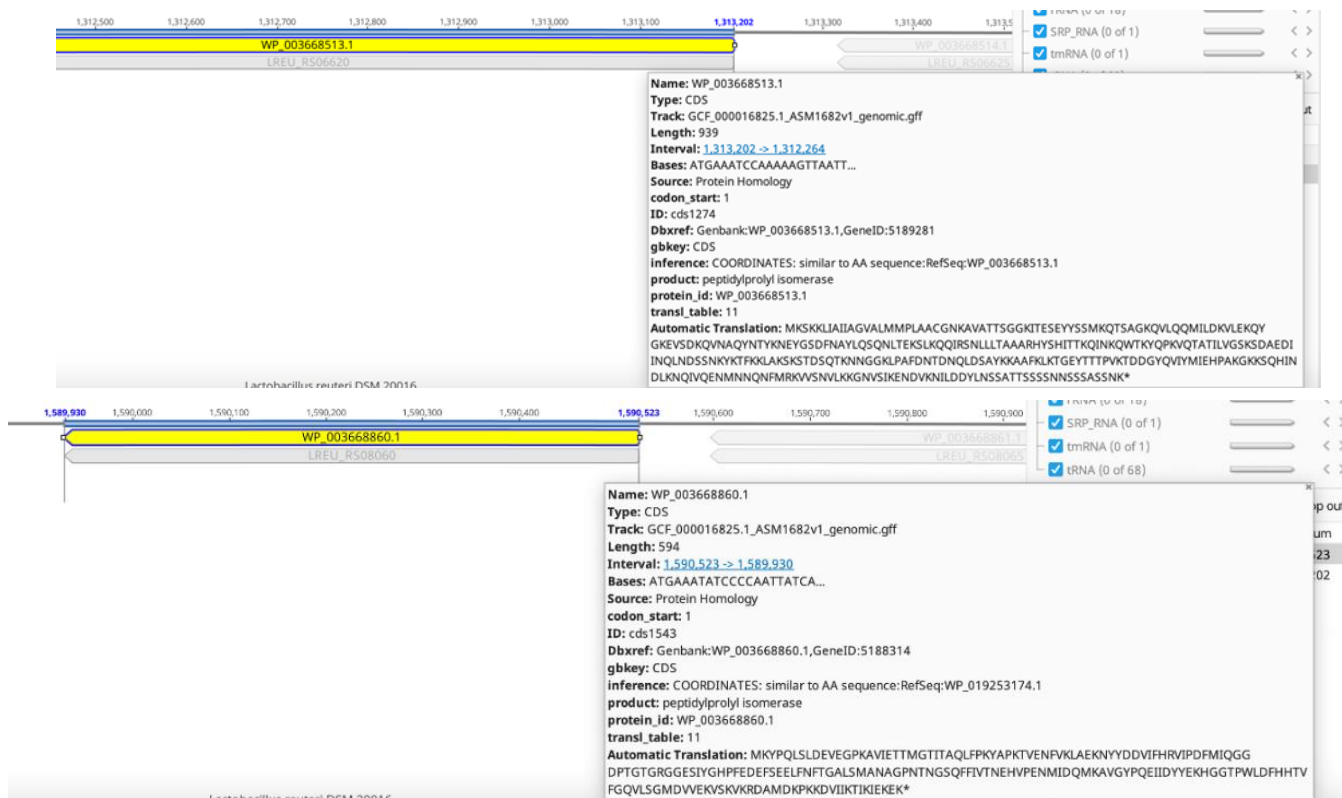 1,312,500 1,312,600 1,312,700 1,312,800 1,312,900 1,313,000 1,313,100 1,313,202 1,313,300 1,313,400 1,313,5
WP_003668513.1 WP_003668514.1
LREU_RS06620 LREU_RS06625
SRP_RNA (0 of 1)
tmRNA (0 of 1)
Name: WP_003668513.1
Type: CDS
Track: GCF_000016825.1_ASM1682v1_genomic.gff
Length: 939
Interval: 1,313,202 -> 1,312,264
Bases: ATGAAATCCAAAAAGTTAATT...
Source: Protein Homology
codon_start: 1
ID: cds1274
Dbxref: Genbank:WP_003668513.1,GeneID:5189281
gbkey: CDS
inference: COORDINATES: similar to AA sequence:RefSeq:WP_003668513.1
product: peptidylprolyl isomerase
protein_id: WP_003668513.1
transl_table: 11
Automatic Translation: MKSKKLIAIIAGVALMMPLAACGNKAVATTSGGKITESEYYSSMKQTSAGKQVLQQMILDKVLEKQY
GKEVSDKQVNAQYNTYKNEYGSDFNAYLQSQNLTEKSLKQQIRSNLLLTAAARHYSHITTKQINKQWTKYQPKVQTATILVGSKSDAEDI
INQLNDSSNKYKTFKKLAKSKSTDSQTKNNGGKLPAFDNTDNQLDSAYKKAAFKLKTGEYTTTPVKTDDGYQVIYMIEHPAKGKKSQHIN
DLKNQIVQENMNNQNFMRKVVSNVLKKGNVSIKENDVKNILDDYLNSSATTSSSSNNSSSASSNK*
Lactobacillus reuteri DSM 20016
1,589,930 1,590,000 1,590,100 1,590,200 1,590,300 1,590,400 1,590,523 1,590,600 1,590,700 1,590,800 1,590,900
WP_003668860.1 WP_003668861.1
LREU_RS08060 LREU_RS08065
SRP_RNA (0 of 1)
tmRNA (0 of 1)
tRNA (0 of 68)
Name: WP_003668860.1
Type: CDS
Track: GCF_000016825.1_ASM1682v1_genomic.gff
Length: 594
Interval: 1,590,523 -> 1,589,930
Bases: ATGAAATATCCCCAATTATCA...
Source: Protein Homology
codon_start: 1
ID: cds1543
Dbxref: Genbank:WP_003668860.1,GeneID:5188314
gbkey: CDS
inference: COORDINATES: similar to AA sequence:RefSeq:WP_019253174.1
product: peptidylprolyl isomerase
protein_id: WP_003668860.1
transl_table: 11
Automatic Translation: MKYPQLSLDEVEGPKAVIETTMGTITAQLFPKYAPKTVENFVKLAEKNYYDDVIFHRVIPDFMIQGG
DPTGTGRGGESIYGHPFEDEFSEELFNFTGALSMANAGPNTNGSQFFIVTNEHVPENMIDQMKAVGYPQEIIDYYEKHGGTPWLDFHHTV
FGQVLSGMDVVEKVSKVKRDAMDKPKKDVIIKTIKIEKEK*